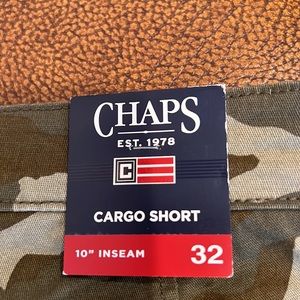 CHAPS
EST. 1978
C
CARGO SHORT
10" INSEAM 32